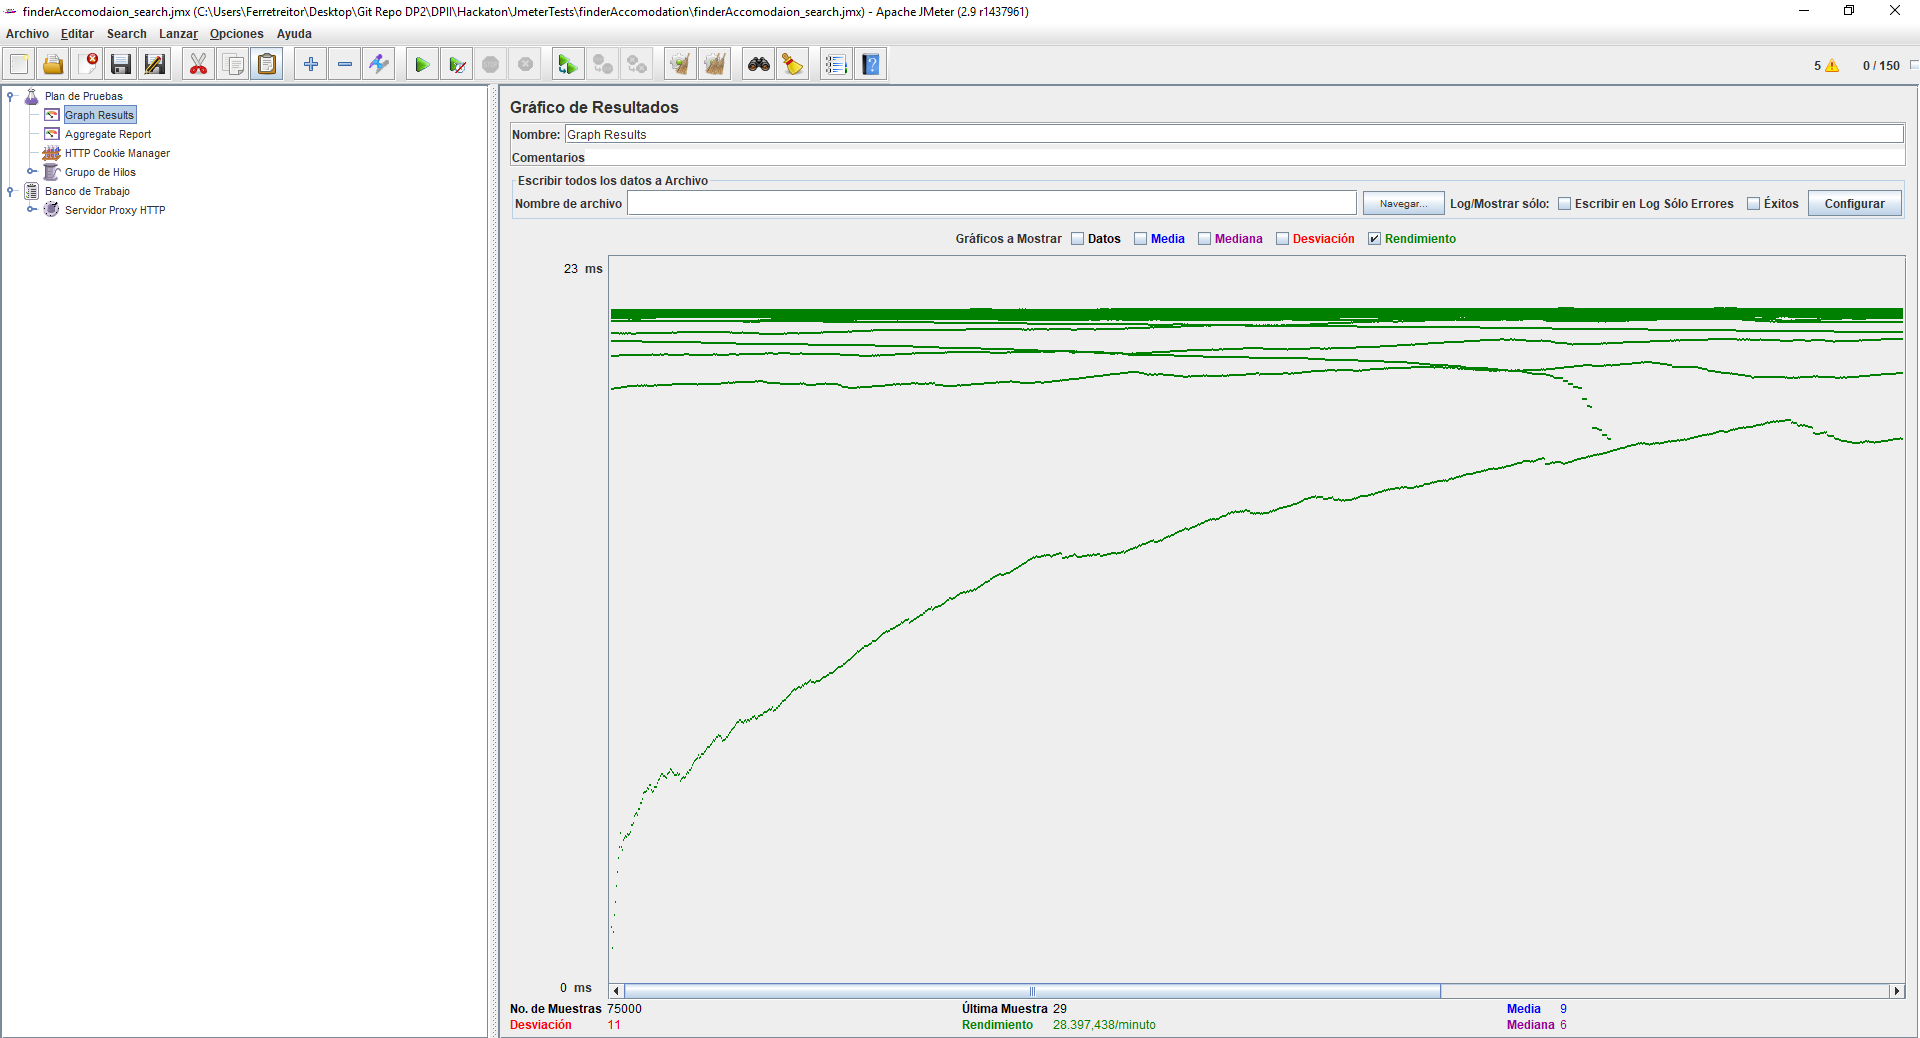 finderAccomodaion_search.jmx (C:\Users\Ferretreitor\Desktop\Git Repo DP2\DPII\Hackaton\JmeterTests\finderAccomodation\finderAccomodaion_search.jmx) - Apache JMeter (2.9 r1437961)
Archivo Editar Search Lanzar Opciones Ayuda
5 0 / 150
Plan de Pruebas
Graph Results
Aggregate Report
HTTP Cookie Manager
Grupo de Hilos
Banco de Trabajo
Servidor Proxy HTTP
Gráfico de Resultados
Nombre: Graph Results
Comentarios
Escribir todos los datos a Archivo
Nombre de archivo Navegar... Log/Mostrar sólo: Escribir en Log Sólo Errores Éxitos Configurar
Gráficos a Mostrar Datos Media Mediana Desviación Rendimiento
23 ms
0 ms
No. de Muestras 75000 Última Muestra 29 Media 9
Desviación 11 Rendimiento 28.397,438/minuto Mediana 6